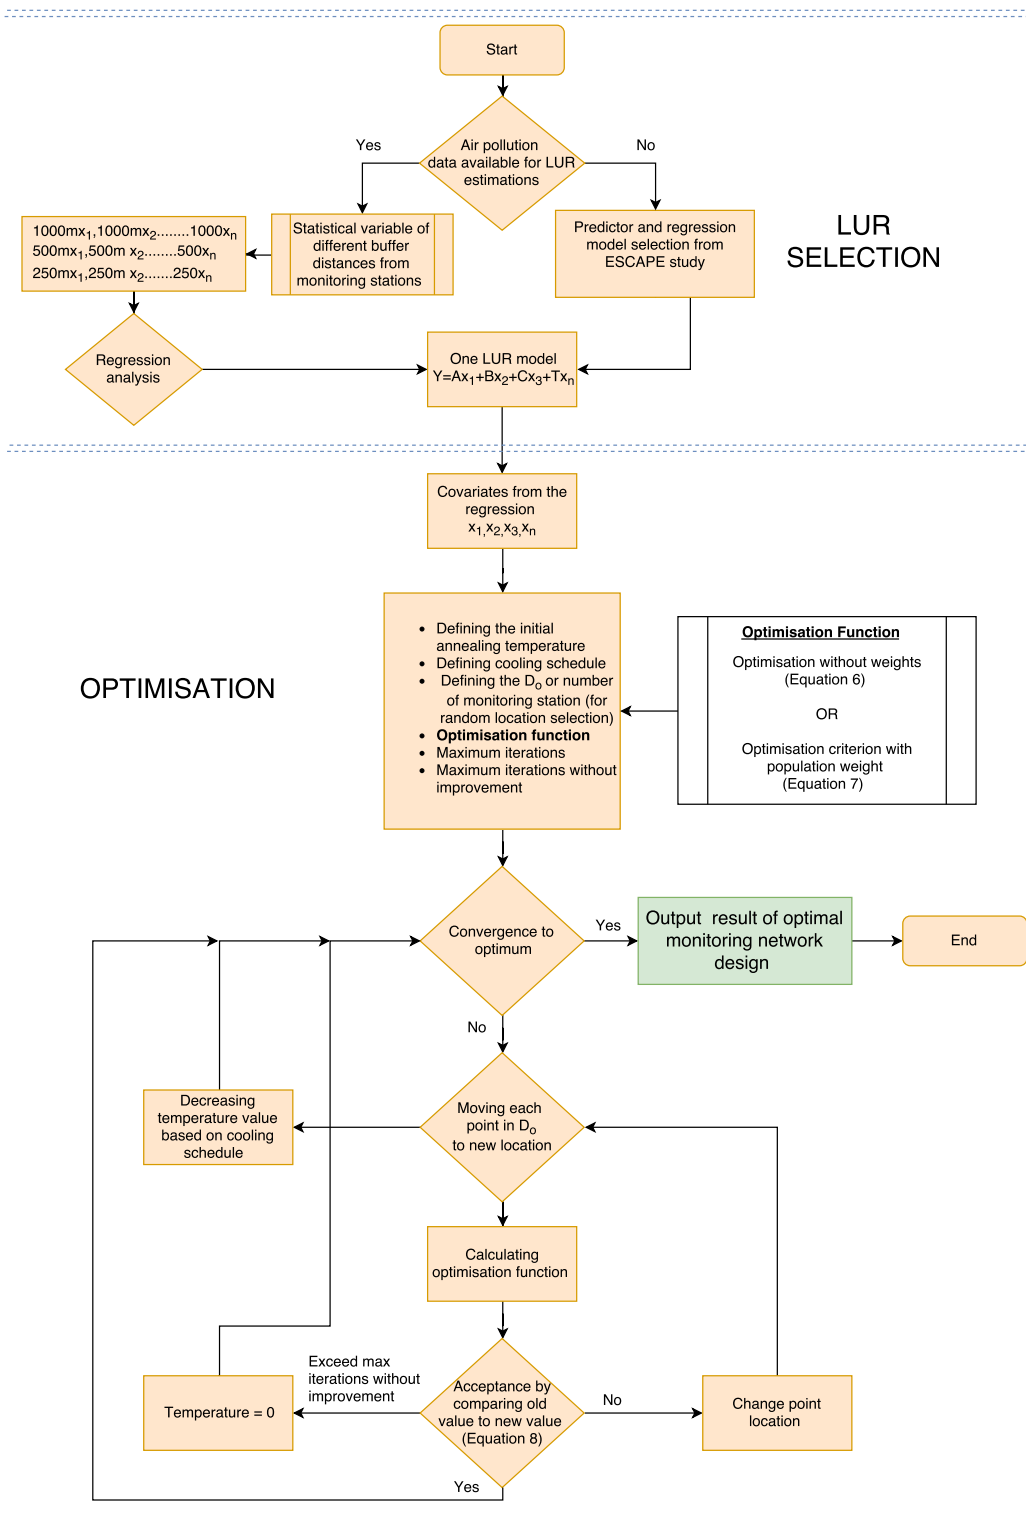 Start
Air pollution
data available for LUR
estimations
Yes
No
1000mx1,1000mx2........1000xn
500mx1,500m x2........500xn
250mx1,250m x2.......250xn
Statistical variable of
different buffer
distances from
monitoring stations
Predictor and regression
model selection from
ESCAPE study
LUR
SELECTION
Regression
analysis
One LUR model
Y=Ax1+Bx2+Cx3+Txn
Covariates from the
regression
x1,x2,x3,xn
OPTIMISATION
• Defining the initial
annealing temperature
• Defining cooling schedule
• Defining the Do or number
of monitoring station (for
random location selection)
• Optimisation function
• Maximum iterations
• Maximum iterations without
improvement
Optimisation Function
Optimisation without weights
(Equation 6)
OR
Optimisation criterion with
population weight
(Equation 7)
Convergence to
optimum
Yes
Output result of optimal
monitoring network
design
End
No
Decreasing
temperature value
based on cooling
schedule
Moving each
point in Do
to new location
Calculating
optimisation function
Exceed max
iterations without
improvement
Temperature = 0
Acceptance by
comparing old
value to new value
(Equation 8)
No
Change point
location
Yes